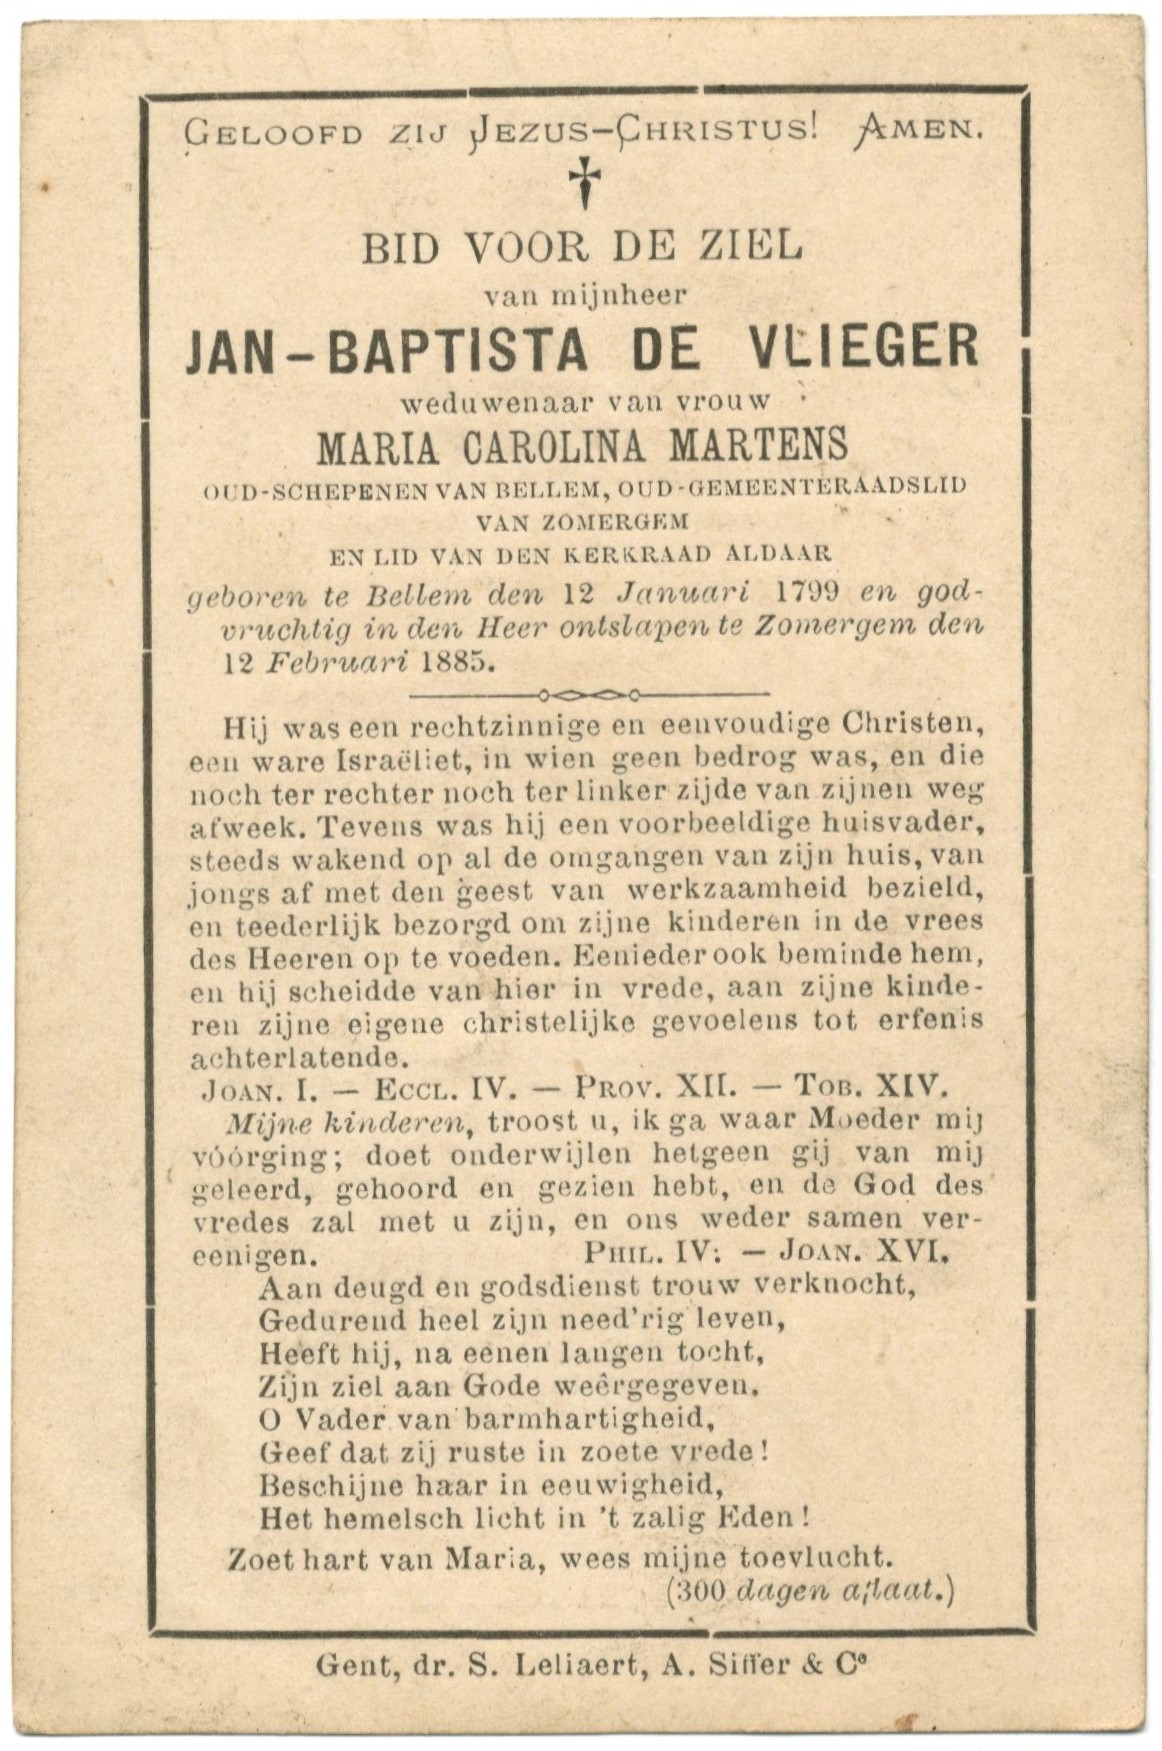 GELOOFD ZIJ JEZUS-CHRISTUS! AMEN.
BID VOOR DE ZIEL
van mijnheer
JAN-BAPTISTA DE VLIEGER
weduwenaar van vrouw
MARIA CAROLINA MARTENS
OUD-SCHEPENEN VAN BELLEM, OUD-GEMEENTERAADSLID
VAN ZOMERGEM
EN LID VAN DEN KERKRAAD ALDAAR
geboren te Bellem den 12 Januari 1799 en god-
vruchtig in den Heer ontslapen te Zomergem den
12 Februari 1885.
Hij was een rechtzinnige en eenvoudige Christen,
een ware Israëliet, in wien geen bedrog was, en die
noch ter rechter noch ter linker zijde van zijnen weg
afweek. Tevens was hij een voorbeeldige huisvader,
steeds wakend op al de omgangen van zijn huis, van
jongs af met den geest van werkzaamheid bezield,
en teederlijk bezorgd om zijne kinderen in de vrees
des Heeren op te voeden. Eenieder ook beminde hem,
en hij scheidde van hier in vrede, aan zijne kinde-
ren zijne eigene christelijke gevoelens tot erfenis
achterlatende.
JOAN. I. — ECCL. IV. — PROV. XII. — TOB. XIV.
Mijne kinderen, troost u, ik ga waar Moeder mij
vóórging; doet onderwijlen hetgeen gij van mij
geleerd, gehoord en gezien hebt, en de God des
vredes zal met u zijn, en ons weder samen ver-
eenigen. PHIL. IV. — JOAN. XVI.
Aan deugd en godsdienst trouw verknocht,
Gedurend heel zijn need'rig leven,
Heeft hij, na eenen langen tocht,
Zijn ziel aan Gode weêrgegeven.
O Vader van barmhartigheid,
Geef dat zij ruste in zoete vrede!
Beschijne haar in eeuwigheid,
Het hemelsch licht in 't zalig Eden!
Zoet hart van Maria, wees mijne toevlucht.
(300 dagen aflaat.)
Gent, dr. S. Leliaert, A. Siffer & Cº